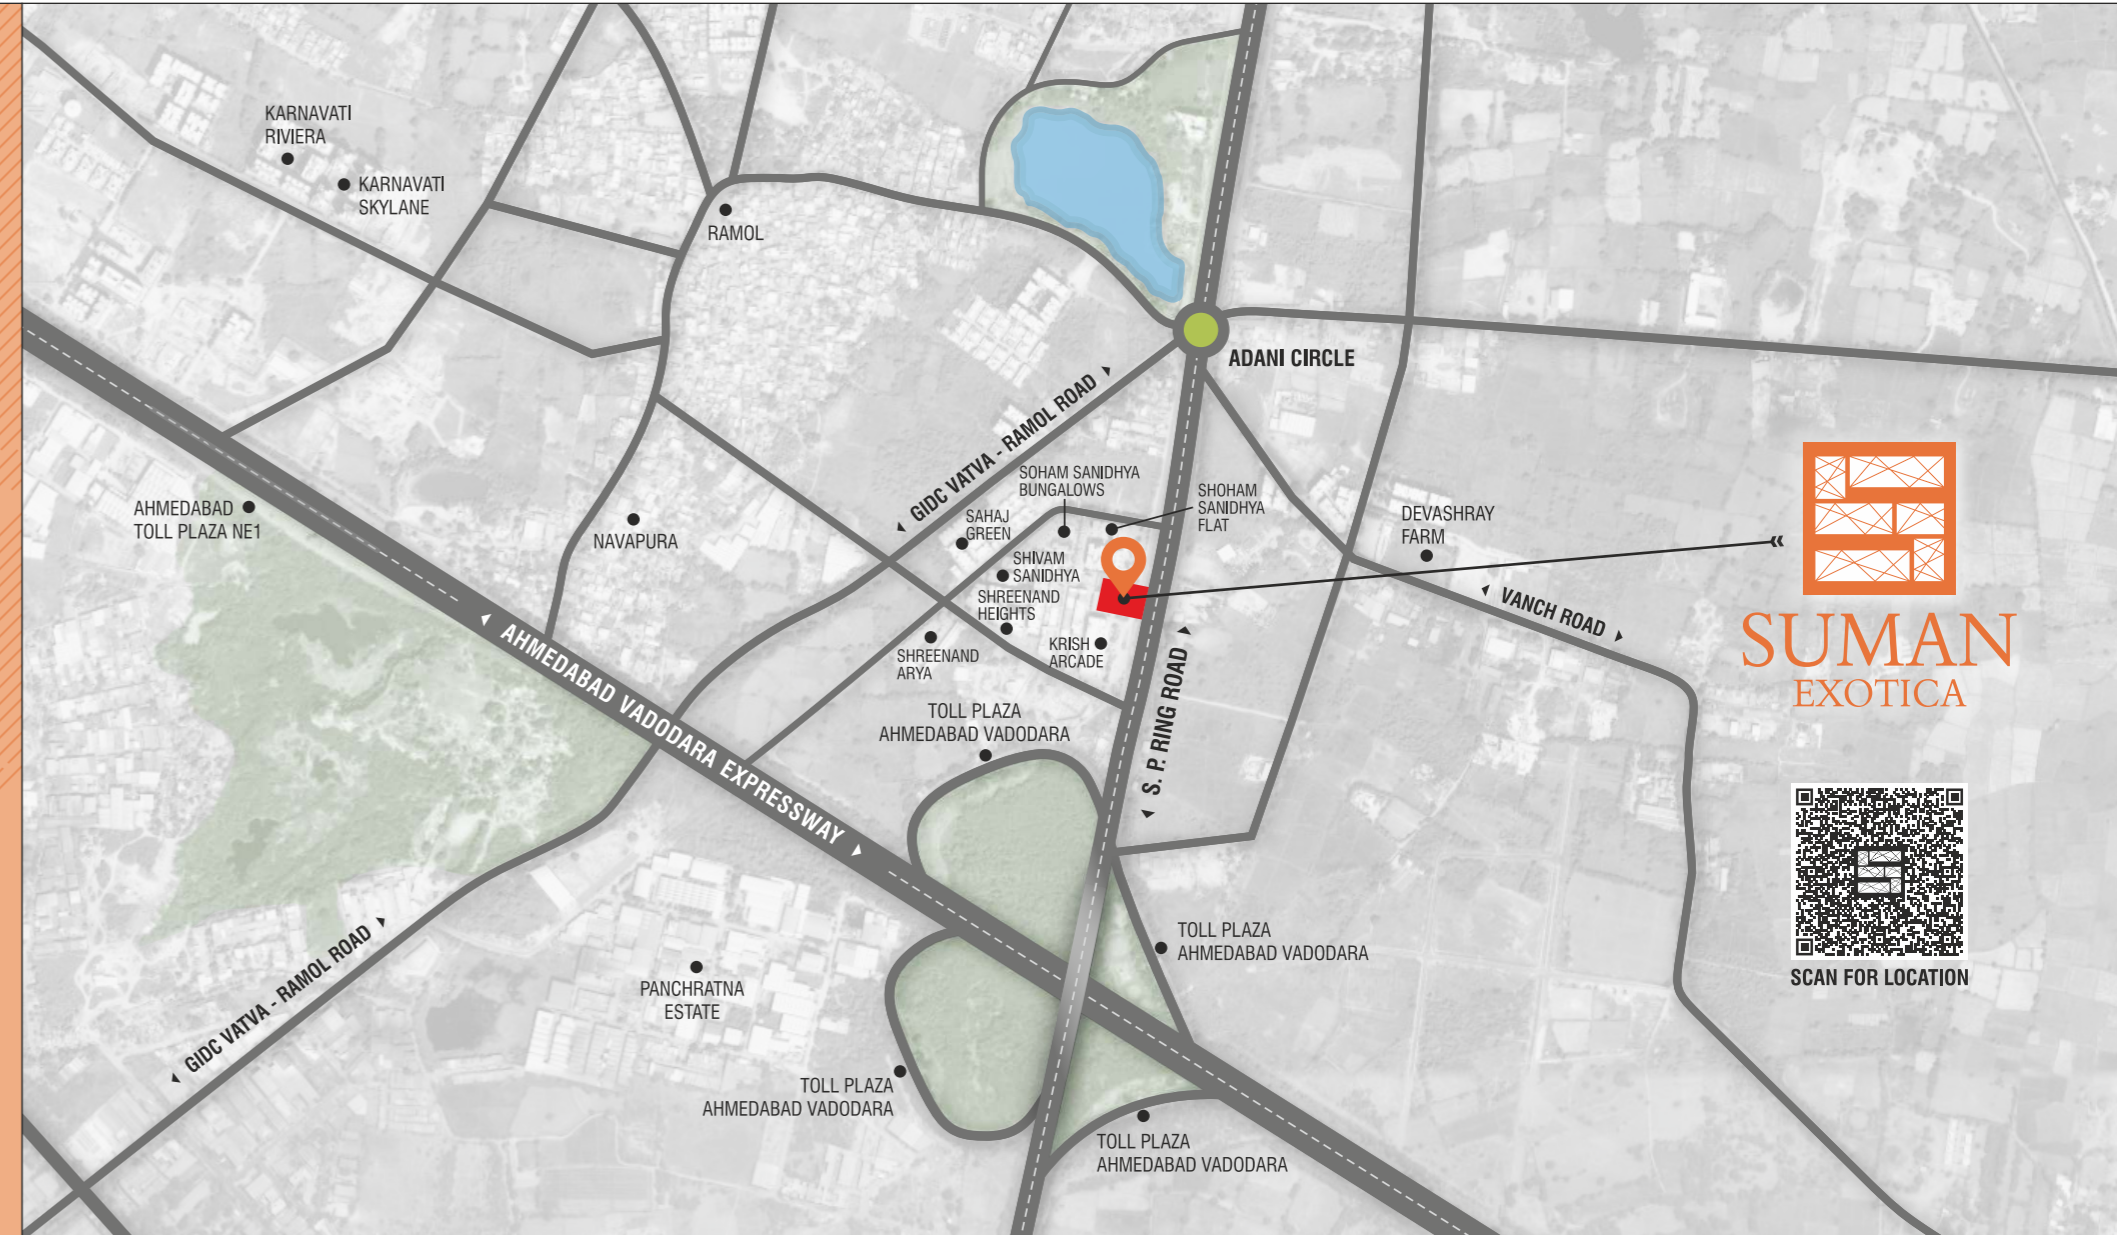 KARNAVATI
RIVIERA
KARNAVATI
SKYLANE
RAMOL
ADANI CIRCLE
GIDC VATVA - RAMOL ROAD
SOHAM SANIDHYA
BUNGALOWS
SHOHAM
SANIDHYA
FLAT
SAHAJ
GREEN
SHIVAM
SANIDHYA
SHREENAND
HEIGHTS
SHREENAND
ARYA
KRISH
ARCADE
AHMEDABAD
TOLL PLAZA NE1
NAVAPURA
DEVASHRAY
FARM
VANCH ROAD
S. P. RING ROAD
AHMEDABAD VADODARA EXPRESSWAY
TOLL PLAZA
AHMEDABAD VADODARA
SUMAN
EXOTICA
SCAN FOR LOCATION
TOLL PLAZA
AHMEDABAD VADODARA
GIDC VATVA - RAMOL ROAD
PANCHRATNA
ESTATE
TOLL PLAZA
AHMEDABAD VADODARA
TOLL PLAZA
AHMEDABAD VADODARA